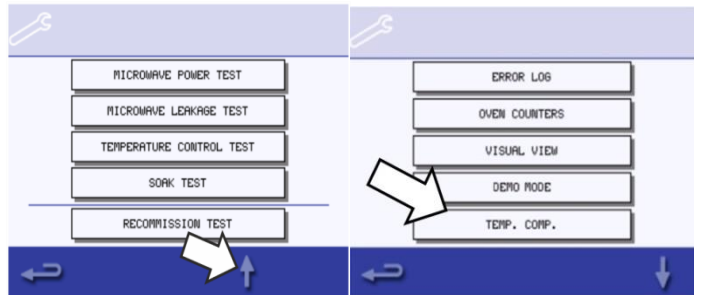 MICROWAVE POWER TEST
MICROWAVE LEAKAGE TEST
TEMPERATURE CONTROL TEST
SOAK TEST
RECOMMISSION TEST
ERROR LOG
OVEN COUNTERS
VISUAL VIEW
DEMO MODE
TEMP. COMP.